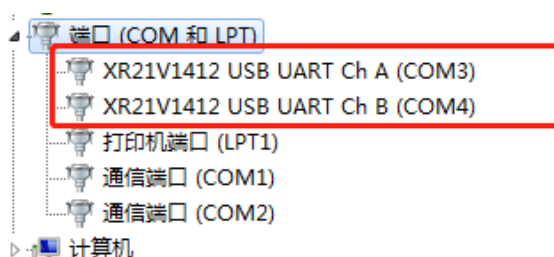 端口 (COM 和 LPT)
XR21V1412 USB UART Ch A (COM3)
XR21V1412 USB UART Ch B (COM4)
打印机端口 (LPT1)
通信端口 (COM1)
通信端口 (COM2)
计算机